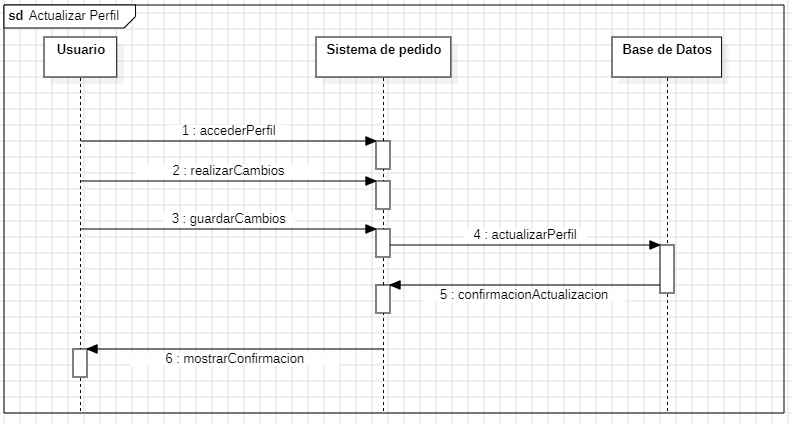 sd Actualizar Perfil
Usuario
Sistema de pedido
Base de Datos
1 : accederPerfil
2 : realizarCambios
3 : guardarCambios
4 : actualizarPerfil
5 : confirmacionActualizacion
6 : mostrarConfirmacion